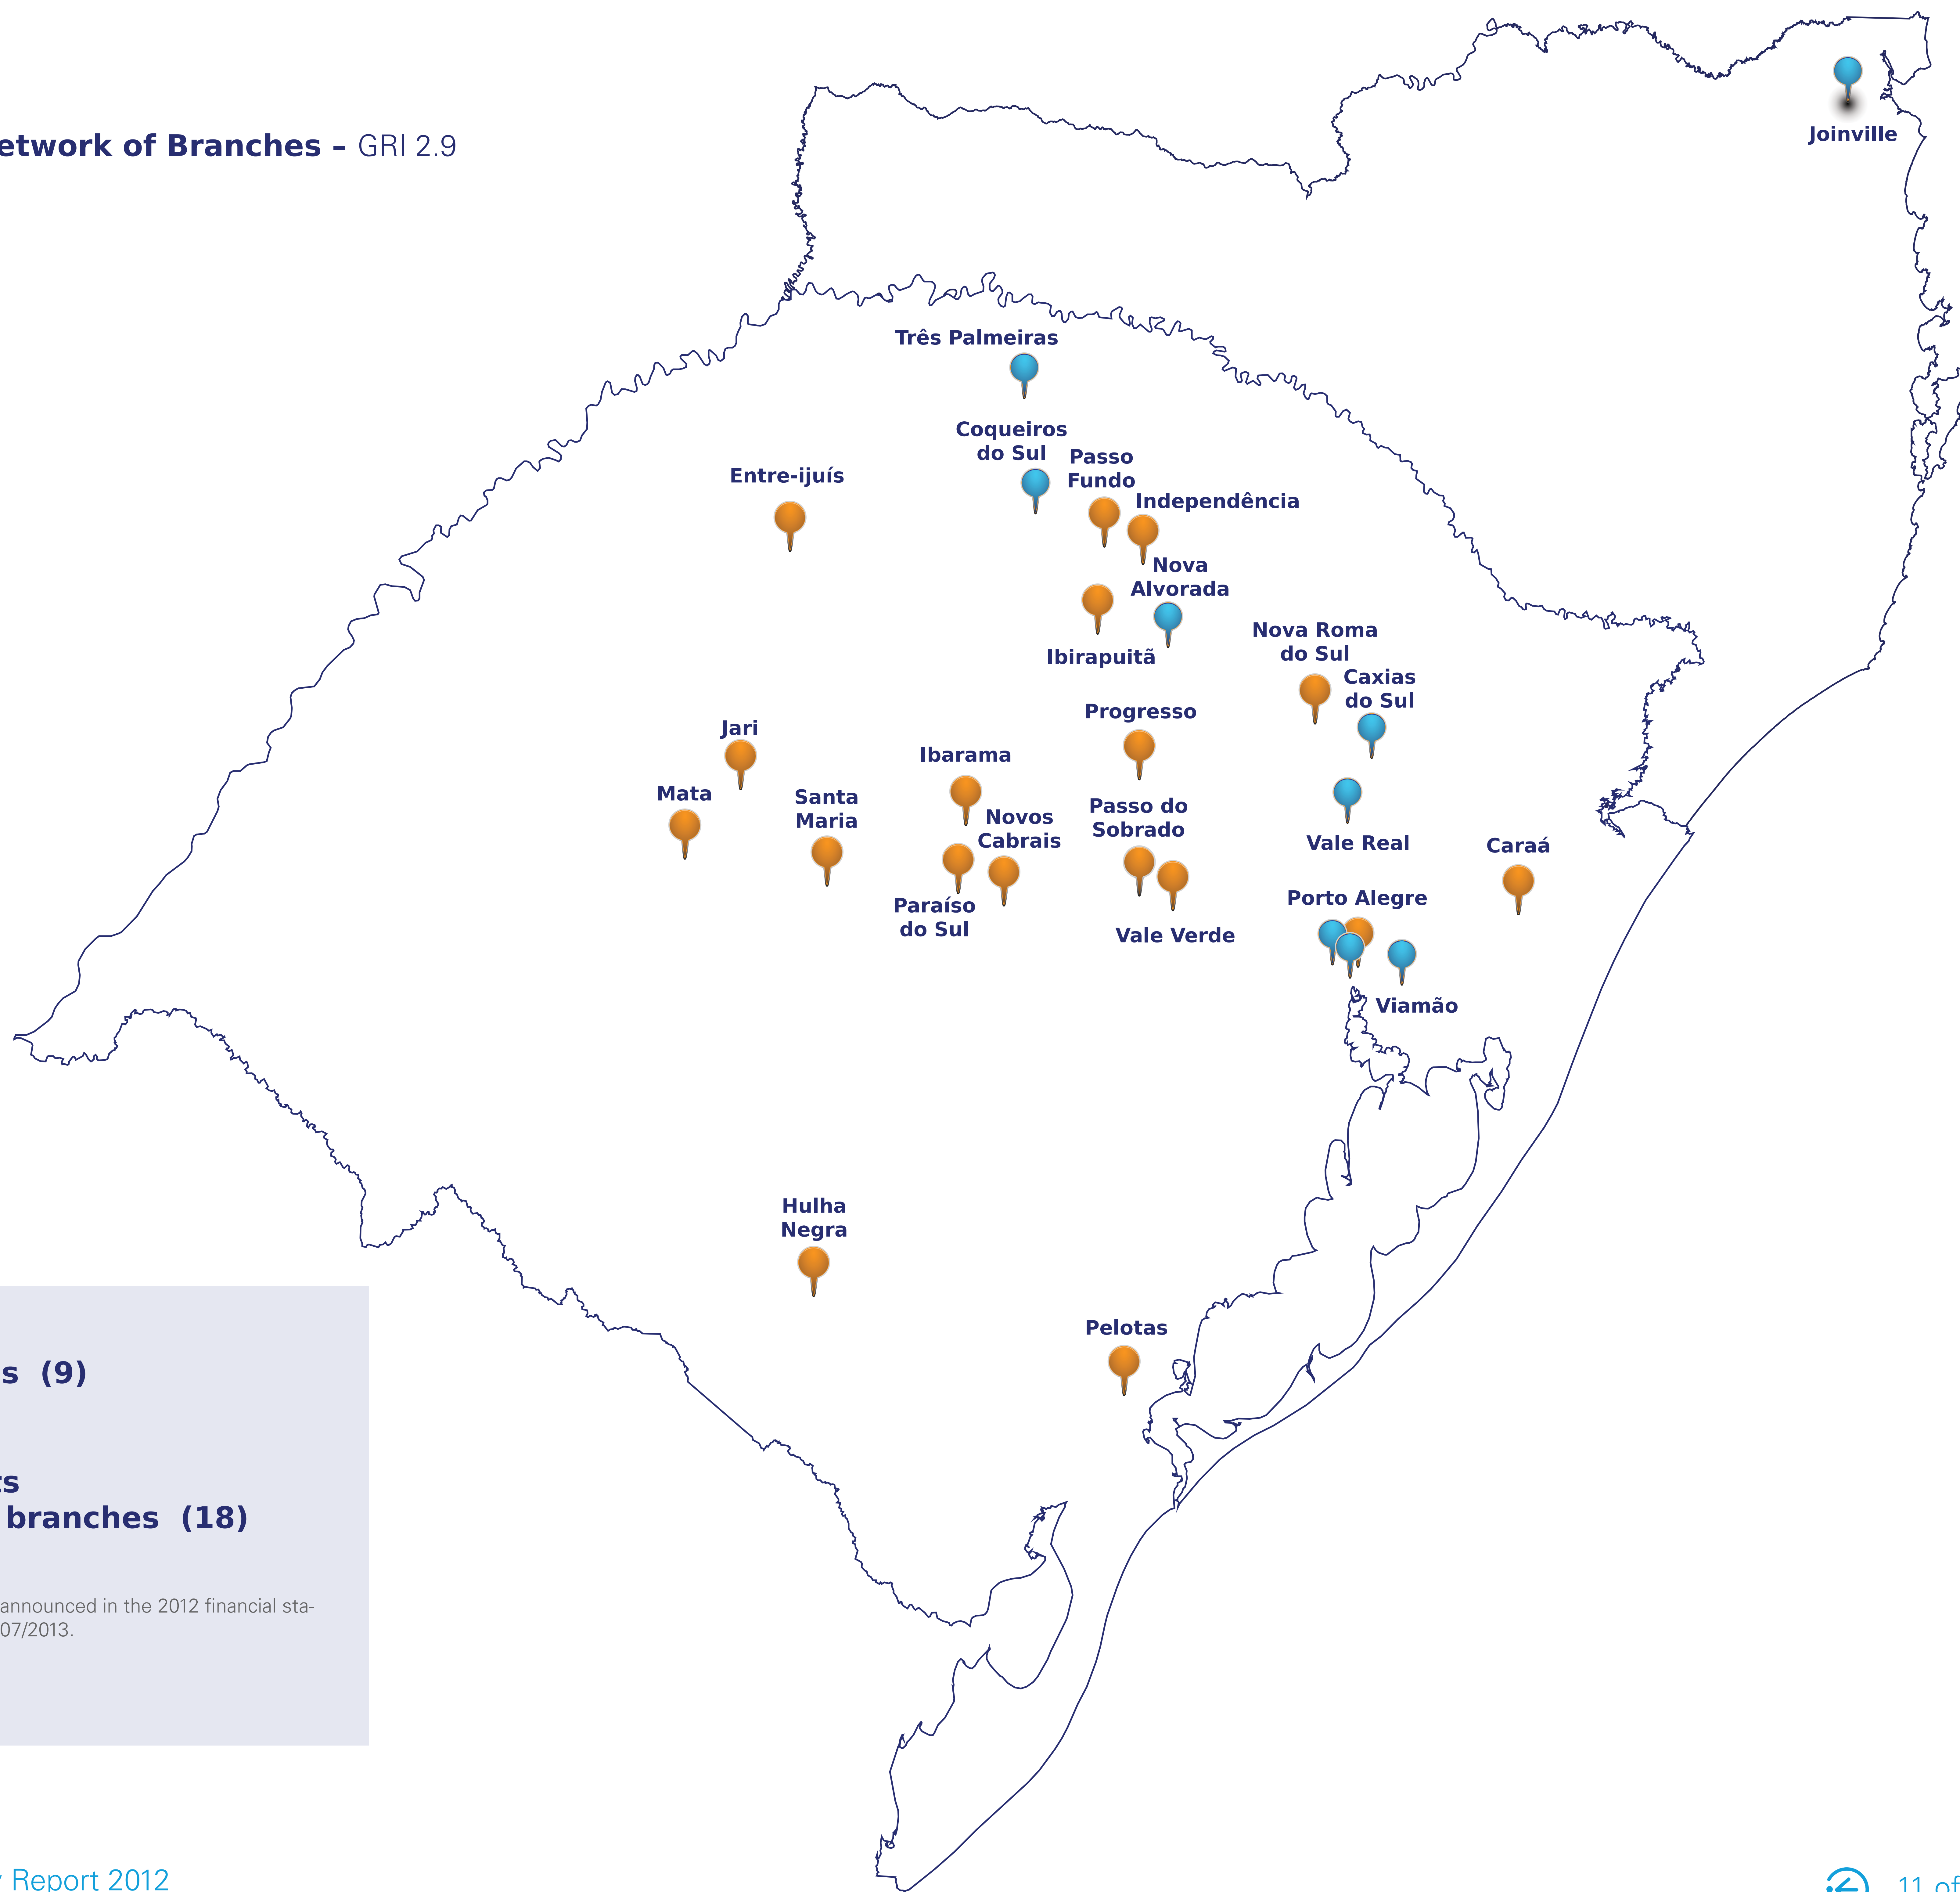 etwork of Branches – GRI 2.9
Joinville
Três Palmeiras
Coqueiros
do Sul
Passo
Fundo
Entre-ijuís
Independência
Nova
Alvorada
Ibirapuitã
Nova Roma
do Sul
Caxias
do Sul
Progresso
Jari
Ibarama
Mata
Santa
Maria
Novos
Cabrais
Passo do
Sobrado
Vale Real
Caraá
Paraíso
do Sul
Porto Alegre
Vale Verde
Viamão
Hulha
Negra
Pelotas
s (9)
ts
branches (18)
announced in the 2012 financial sta-
07/2013.
y Report 2012
11 of